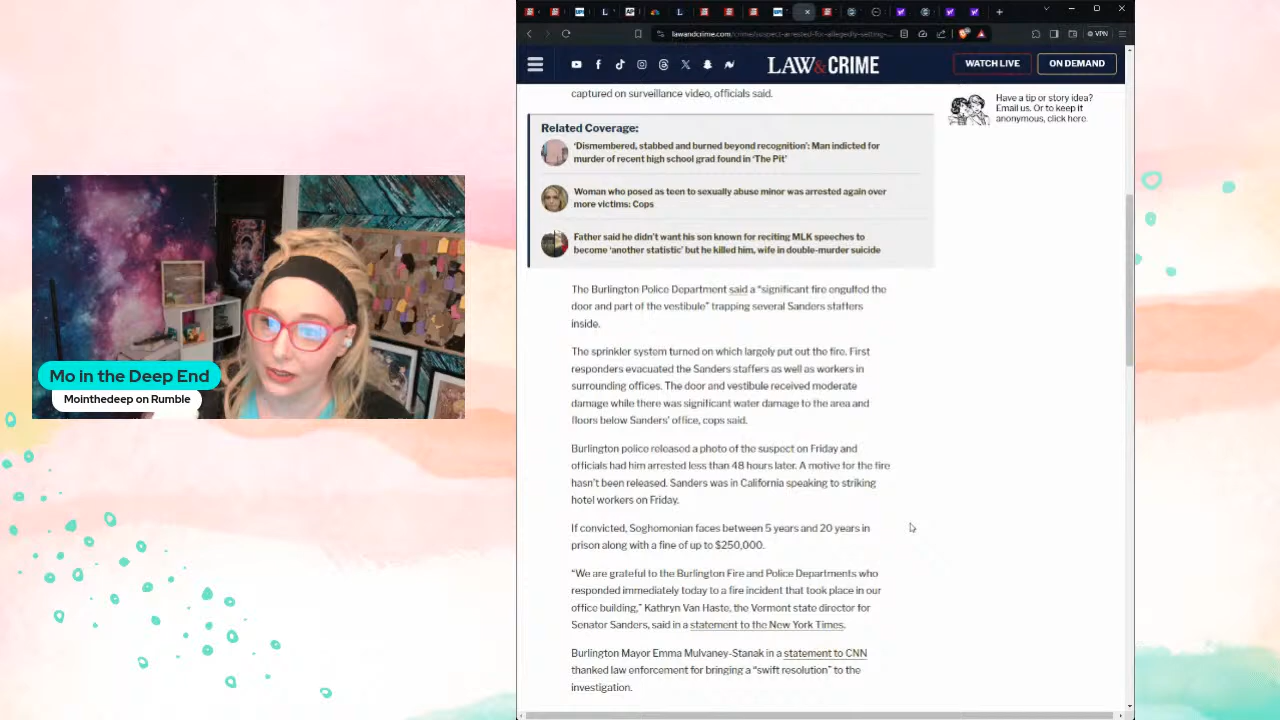 lawandcrime.com/crime/suspect-arrested-for-allegedly-setting-...
VPN
LAW&CRIME
WATCH LIVE
ON DEMAND
captured on surveillance video, officials said.
Have a tip or story idea?
Email us. Or to keep it
anonymous, click here.
Related Coverage:
‘Dismembered, stabbed and burned beyond recognition’: Man indicted for
murder of recent high school grad found in ‘The Pit’
Woman who posed as teen to sexually abuse minor was arrested again over
more victims: Cops
Father said he didn’t want his son known for reciting MLK speeches to
become ‘another statistic’ but he killed him, wife in double-murder suicide
The Burlington Police Department said a “significant fire engulfed the
door and part of the vestibule” trapping several Sanders staffers
inside.
The sprinkler system turned on which largely put out the fire. First
responders evacuated the Sanders staffers as well as workers in
surrounding offices. The door and vestibule received moderate
damage while there was significant water damage to the area and
floors below Sanders’ office, cops said.
Burlington police released a photo of the suspect on Friday and
officials had him arrested less than 48 hours later. A motive for the fire
hasn’t been released. Sanders was in California speaking to striking
hotel workers on Friday.
If convicted, Soghomonian faces between 5 years and 20 years in
prison along with a fine of up to $250,000.
“We are grateful to the Burlington Fire and Police Departments who
responded immediately today to a fire incident that took place in our
office building,” Kathryn Van Haste, the Vermont state director for
Senator Sanders, said in a statement to the New York Times.
Burlington Mayor Emma Mulvaney-Stanak in a statement to CNN
thanked law enforcement for bringing a “swift resolution” to the
investigation.
Mo in the Deep End
Mointhedeep on Rumble